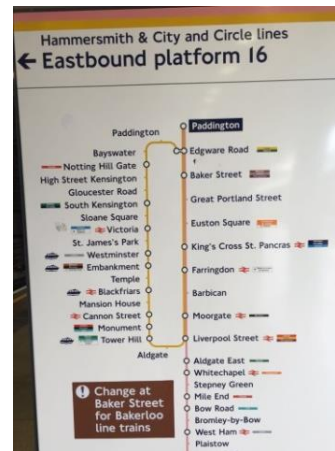 Hammersmith & City and Circle lines
← Eastbound platform 16
Paddington
Paddington
Bayswater
Notting Hill Gate
High Street Kensington
Gloucester Road
South Kensington
Sloane Square
Victoria
St. James's Park
Westminster
Embankment
Temple
Blackfriars
Mansion House
Cannon Street
Monument
Tower Hill
Aldgate
Edgware Road
Baker Street
Great Portland Street
Euston Square
King's Cross St. Pancras
Farringdon
Barbican
Moorgate
Liverpool Street
Aldgate East
Whitechapel
Stepney Green
Mile End
Bow Road
Bromley-by-Bow
West Ham
Plaistow
Change at
Baker Street
for Bakerloo
line trains